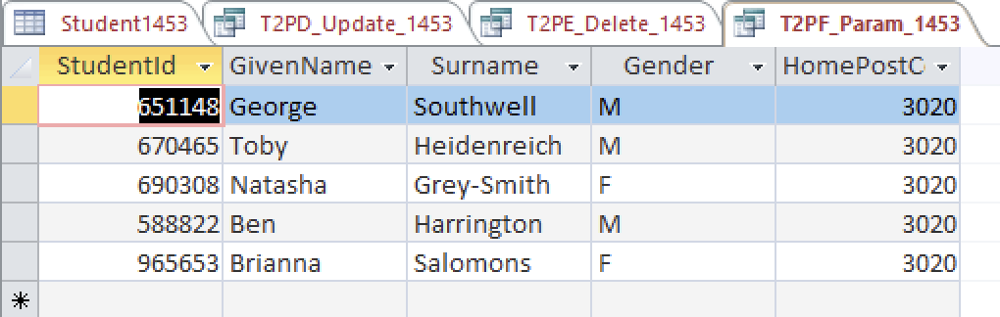 Student1453 T2PD_Update_1453 T2PE_Delete_1453 T2PF_Param_1453
StudentId GivenName Surname Gender HomePostC
651148 George Southwell M 3020
670465 Toby Heidenreich M 3020
690308 Natasha Grey-Smith F 3020
588822 Ben Harrington M 3020
965653 Brianna Salomons F 3020